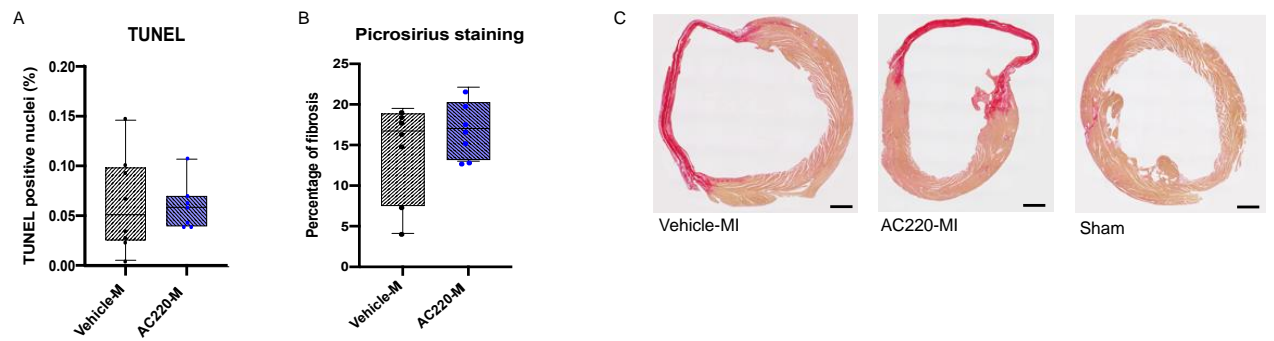 A
TUNEL
TUNEL positive nuclei (%)
0.20
0.15
0.10
0.05
0.00
Vehicle-M
AC220-M
B
Picrosirius staining
Percentage of fibrosis
25
20
15
10
5
0
Vehicle-M
AC220-M
C
Vehicle-MI
AC220-MI
Sham